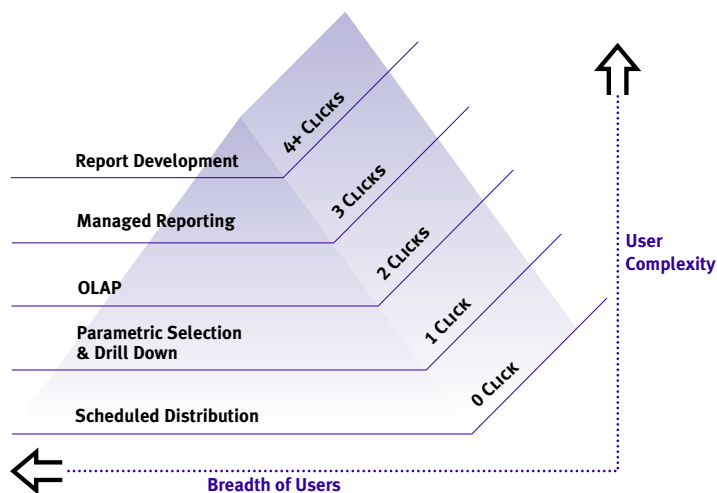 4+ Clicks
Report Development
3 Clicks
Managed Reporting
2 Clicks
OLAP
User
Complexity
1 Click
Parametric Selection
& Drill Down
0 Click
Scheduled Distribution
Breadth of Users